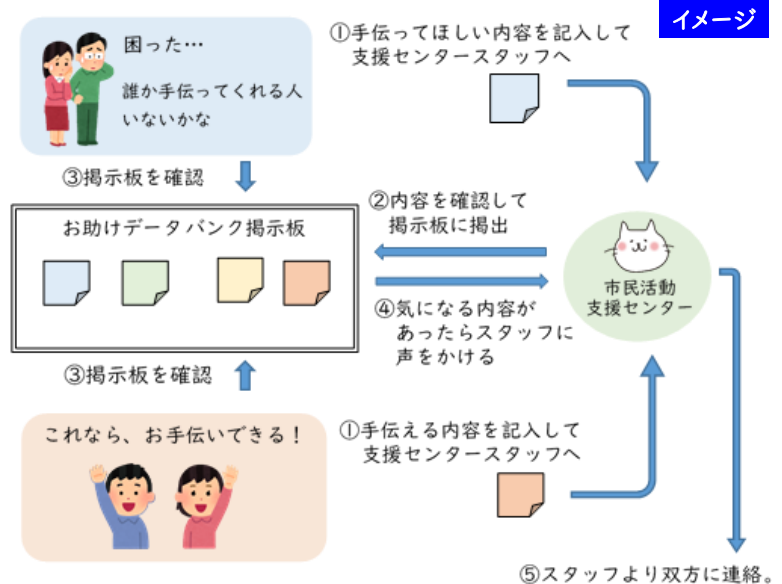 イメージ
困った…
誰か手伝ってくれる人
いないかな
①手伝ってほしい内容を記入して
支援センタースタッフへ
③掲示板を確認
②内容を確認して
掲示板に掲出
お助けデータバンク掲示板
市民活動
支援センター
④気になる内容が
あったらスタッフに
声をかける
③掲示板を確認
これなら、お手伝いできる！
①手伝える内容を記入して
支援センタースタッフへ
⑤スタッフより双方に連絡。